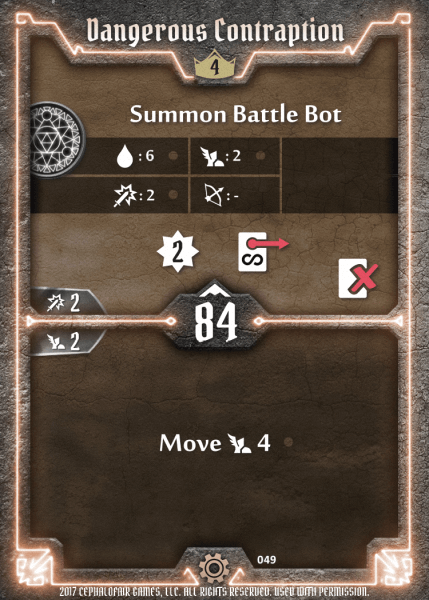 Dangerous Contraption
4
Summon Battle Bot
: 6
: 2
: 2
: -
2
2
84
2
Move 4
049
2017 CEPHALOFAIR GAMES, LLC. ALL RIGHTS RESERVED. USED WITH PERMISSION.